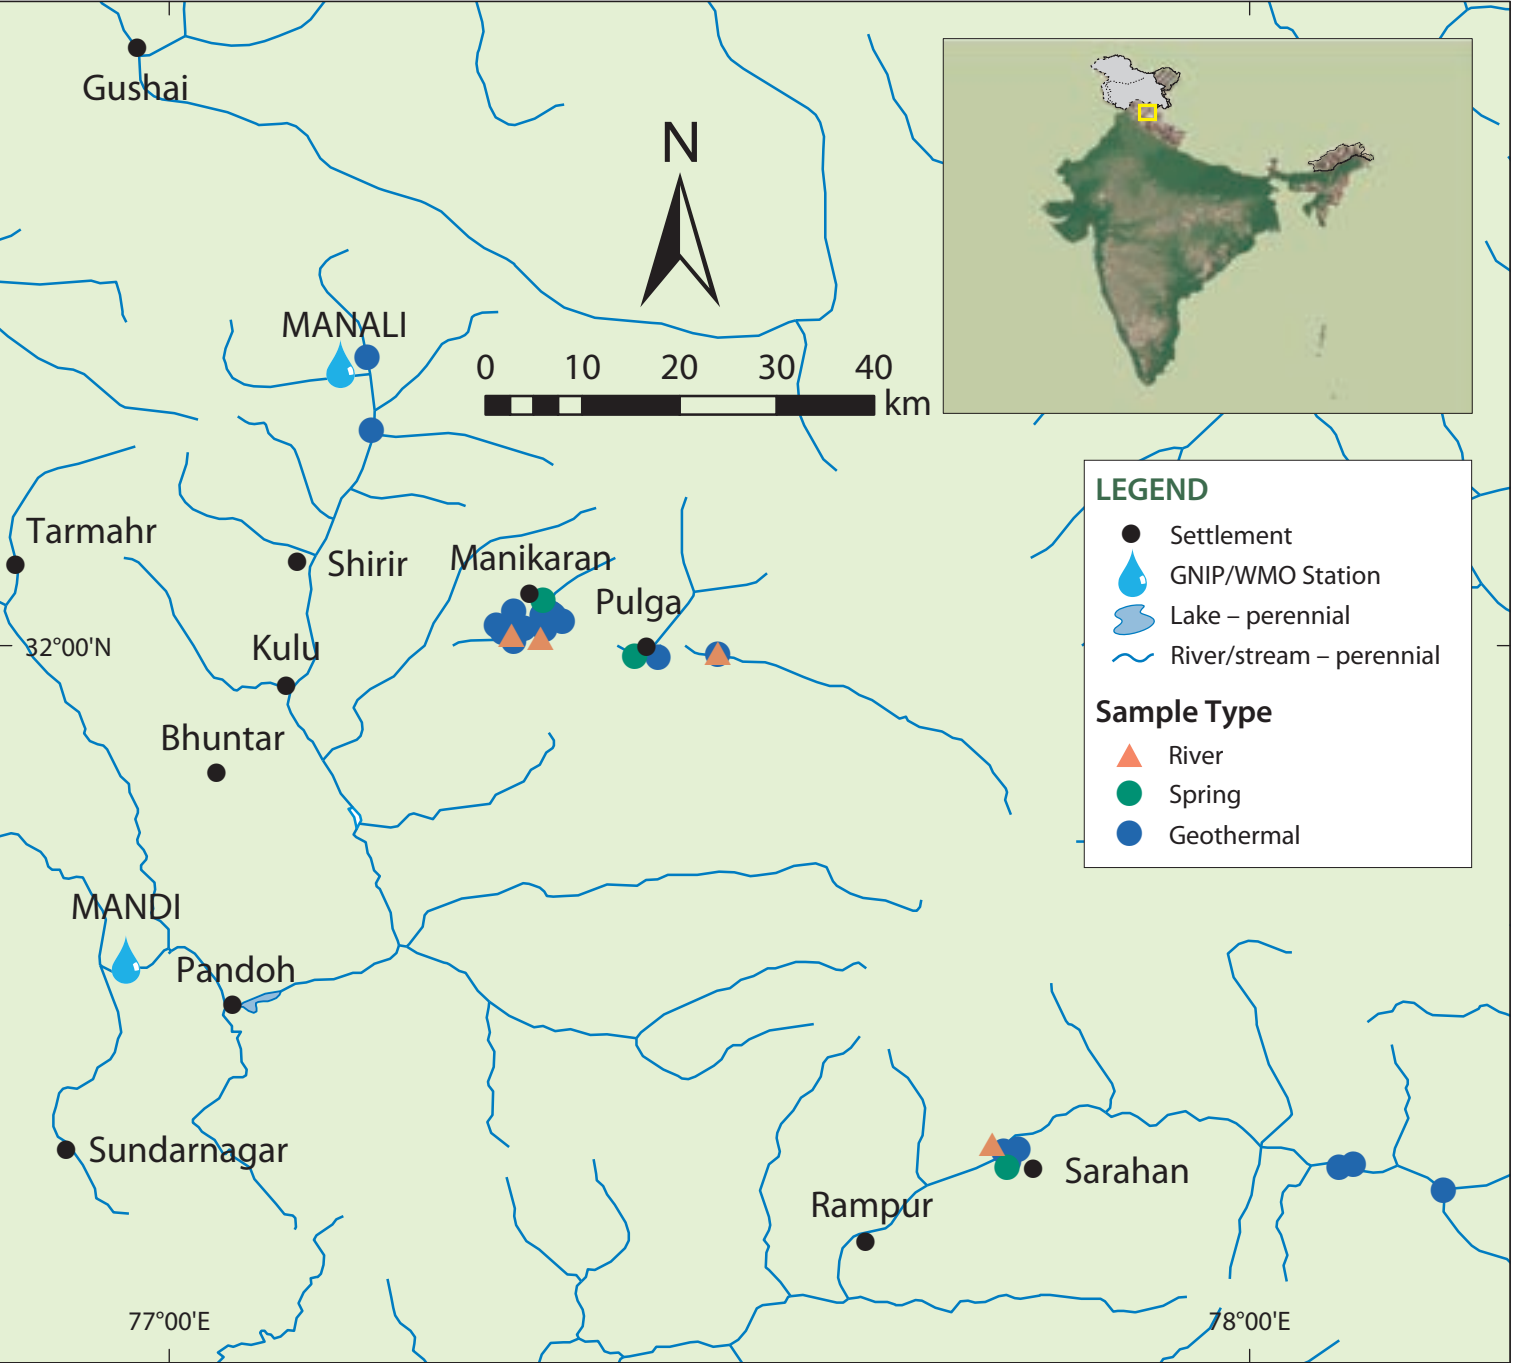 Gushai
N
MANALI
0 10 20 30 40
km
LEGEND
Settlement
GNIP/WMO Station
Lake – perennial
River/stream – perennial
Sample Type
River
Spring
Geothermal
Tarmahr
Shirir
Manikaran
Pulga
32°00'N
Kulu
Bhuntar
MANDI
Pandoh
Sundarnagar
Sarahan
Rampur
77°00'E
78°00'E